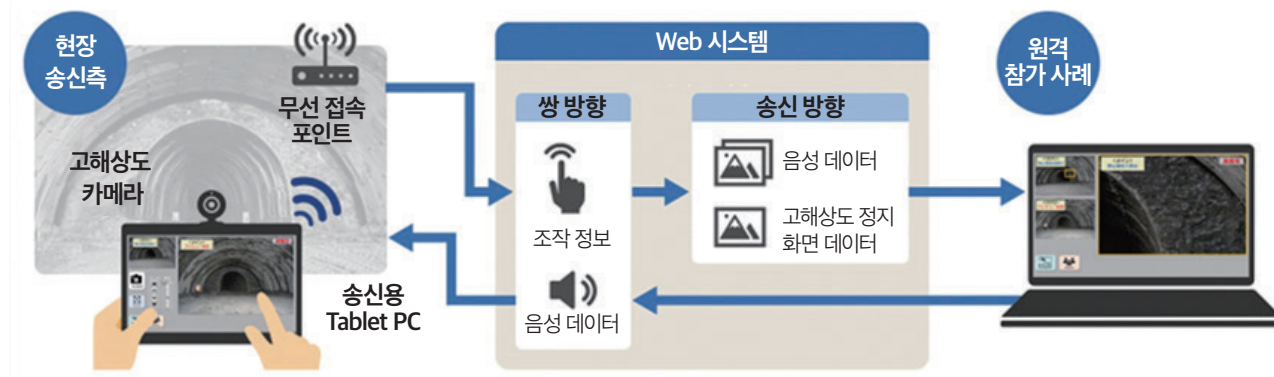 현장
송신측
무선 접속
포인트
고해상도
카메라
송신용
Tablet PC
Web 시스템
쌍 방향
조작 정보
음성 데이터
송신 방향
음성 데이터
고해상도 정지
화면 데이터
원격
참가 사례